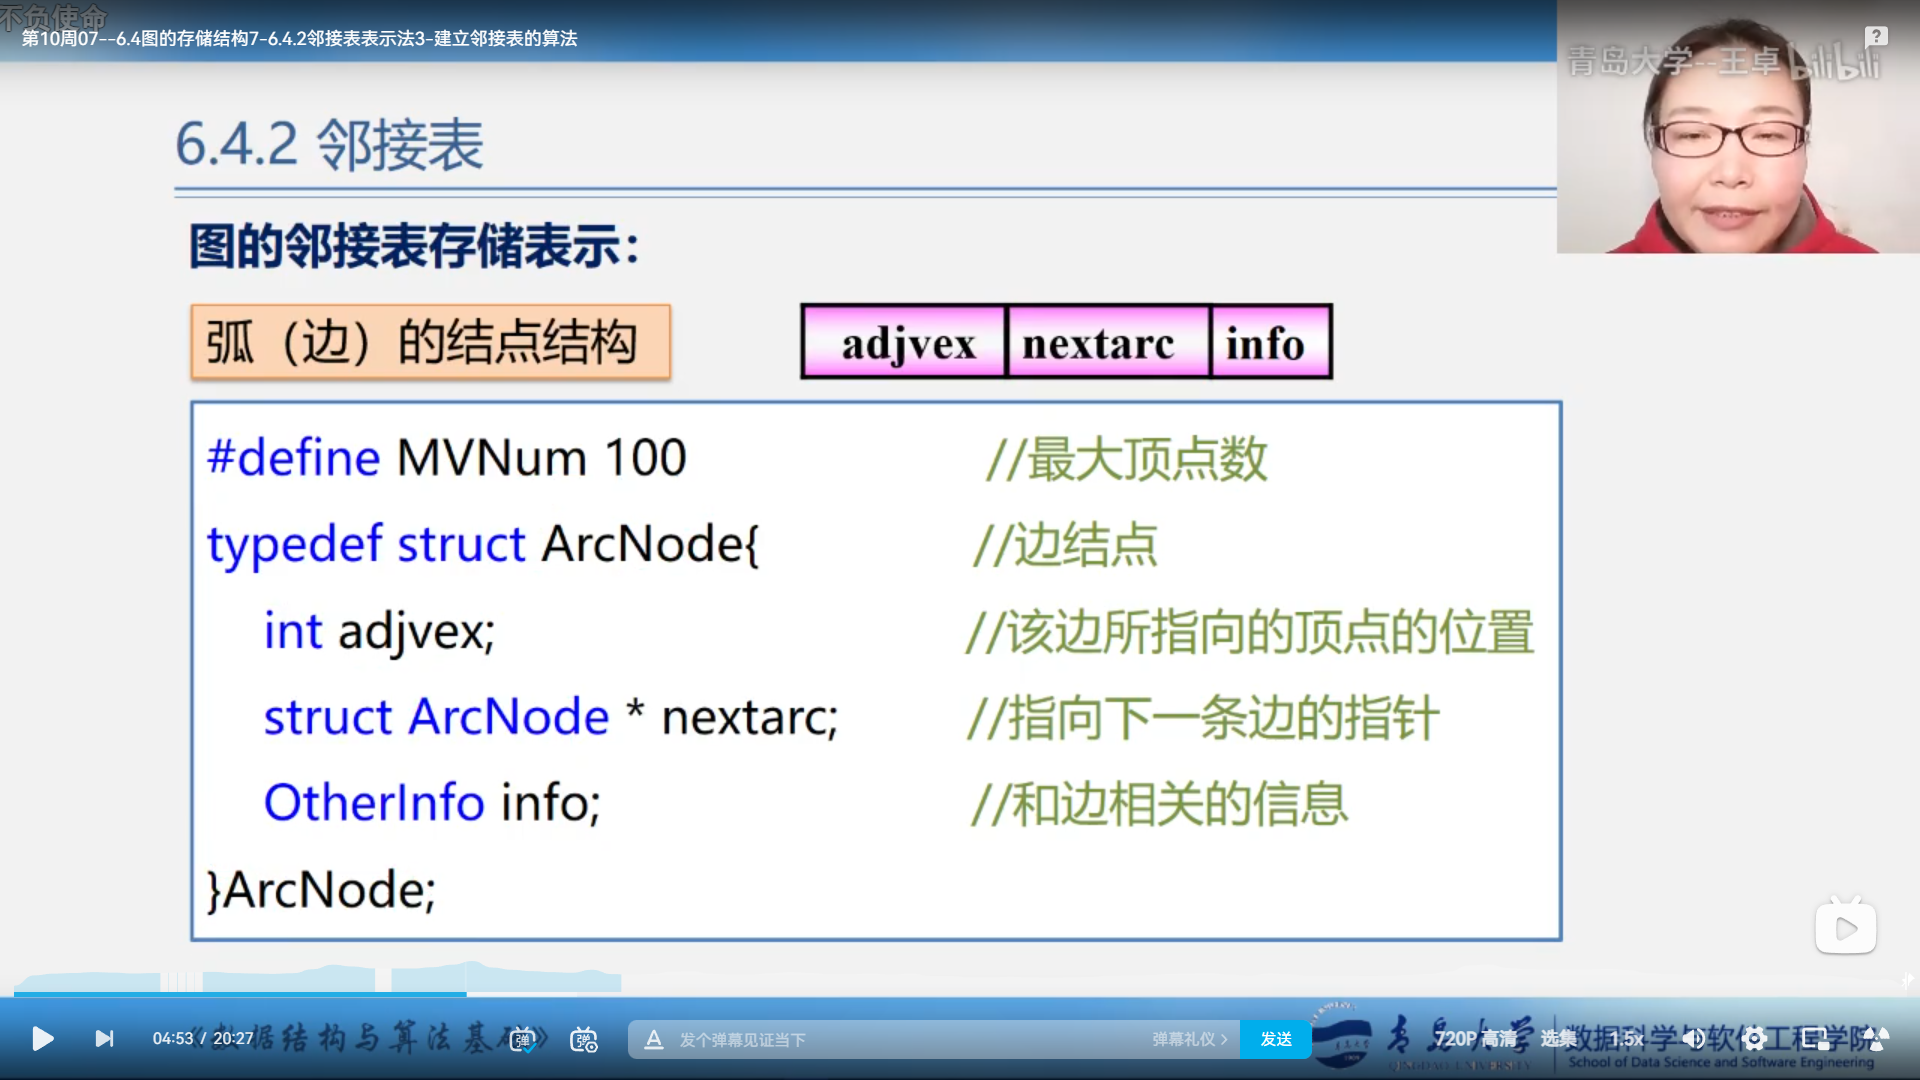 不负使命
第10周07--6.4图的存储结构7-6.4.2邻接表表示法3-建立邻接表的算法
青岛大学--王卓 bilibili
6.4.2 邻接表
图的邻接表存储表示：
弧（边）的结点结构
adjvex nextarc info
#define MVNum 100 //最大顶点数
typedef struct ArcNode{ //边结点
int adjvex; //该边所指向的顶点的位置
struct ArcNode * nextarc; //指向下一条边的指针
OtherInfo info; //和边相关的信息
}ArcNode;
04:53 / 20:27
《数据结构与算法基础》
弹
弹
发个弹幕见证当下
弹幕礼仪 >
发送
青岛大学
QINGDAO UNIVERSITY
720P 高清
选集
1.5x
数据科学与软件工程学院
School of Data Science and Software Engineering